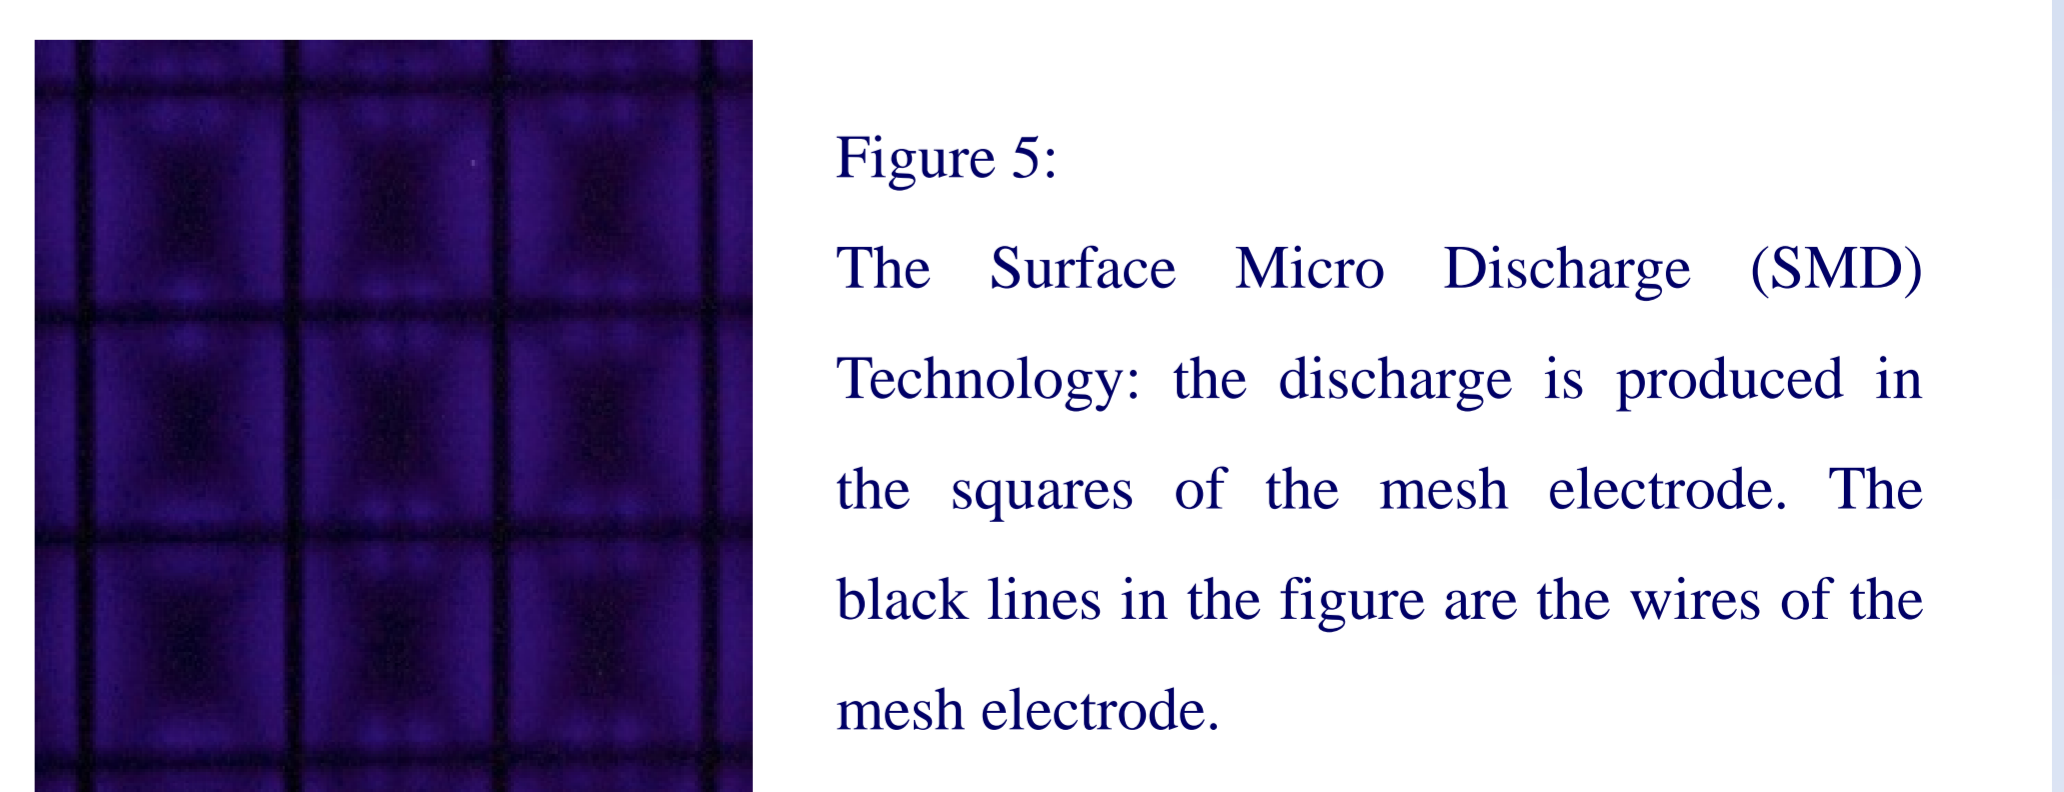 Figure 5:
The Surface Micro Discharge (SMD)
Technology: the discharge is produced in
the squares of the mesh electrode. The
black lines in the figure are the wires of the
mesh electrode.